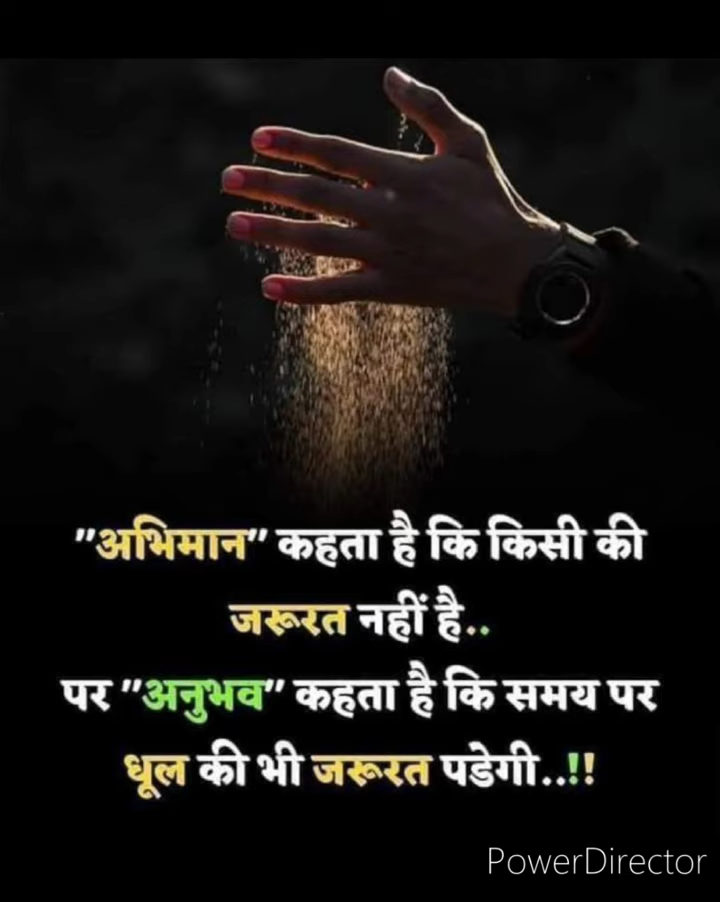 "अभिमान" कहता है कि किसी की
जरूरत नहीं है..
पर "अनुभव" कहता है कि समय पर
धूल की भी जरूरत पडेगी..!!
PowerDirector